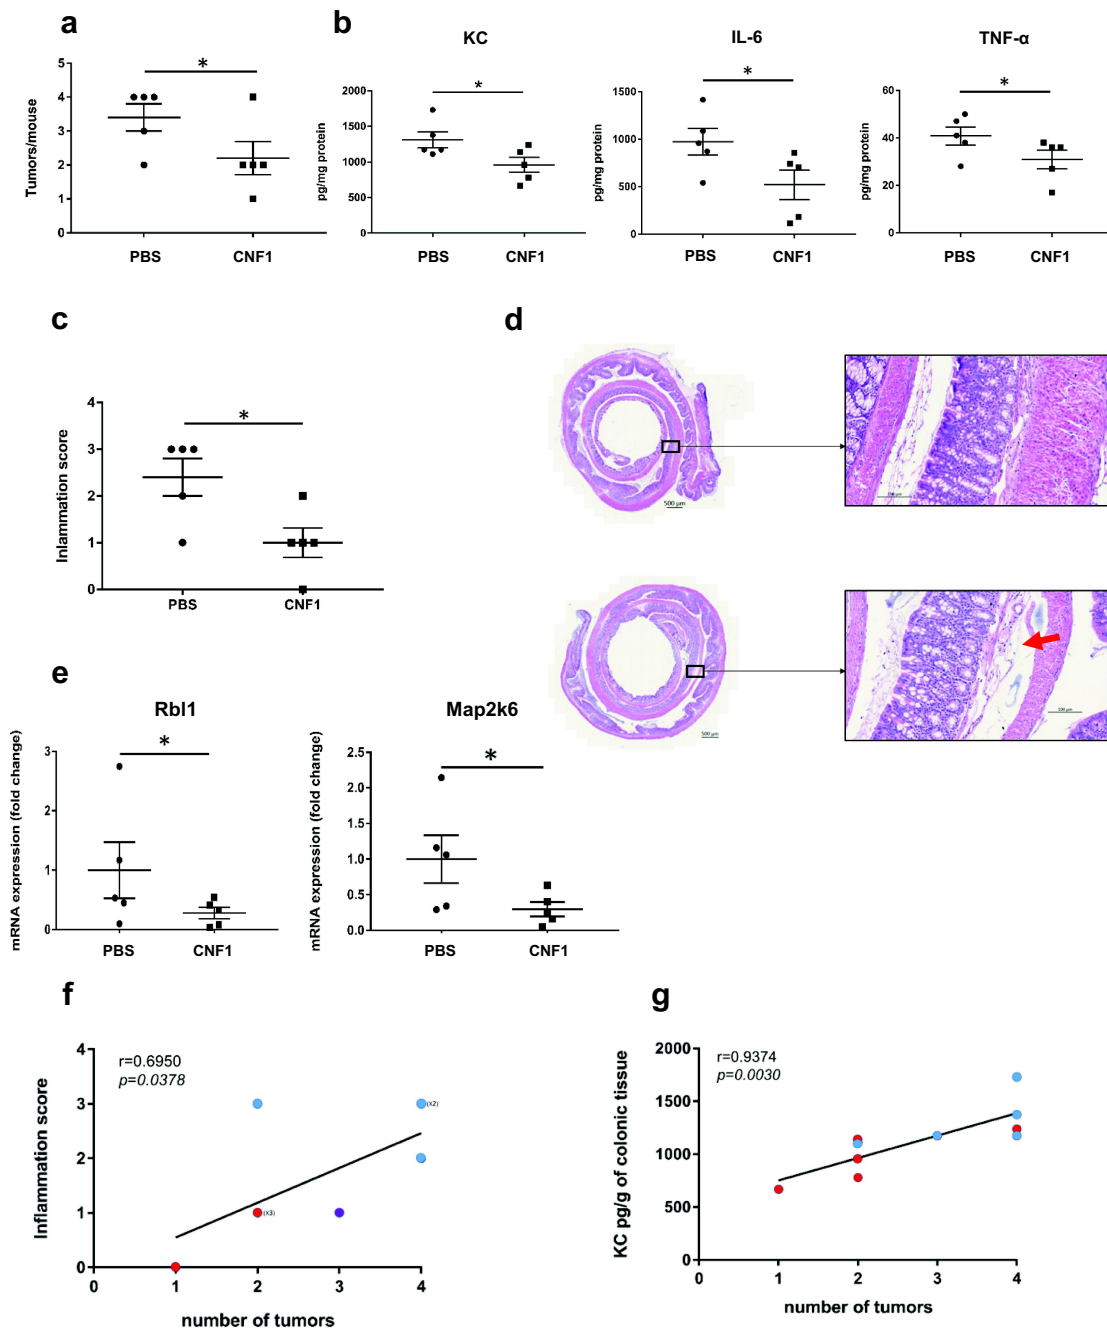 a
*
Tumors/mouse
5
4
3
2
1
0
PBS
CNF1
b
KC
*
pg/mg protein
2000
1500
1000
500
0
PBS
CNF1
IL-6
*
pg/mg protein
1500
1000
500
0
PBS
CNF1
TNF-α
*
pg/mg protein
60
40
20
0
PBS
CNF1
c
*
Inlammation score
4
3
2
1
0
PBS
CNF1
d
500 µm
500 µm
200 µm
e
Rbl1
*
mRNA expression (fold change)
3
2
1
0
PBS
CNF1
Map2k6
*
mRNA expression (fold change)
2.5
2.0
1.5
1.0
0.5
0.0
PBS
CNF1
f
r=0.6950
p=0.0378
Inflammation score
4
3
2
1
0
(x2)
(x3)
0 1 2 3 4
number of tumors
g
r=0.9374
p=0.0030
KC pg/g of colonic tissue
2000
1500
1000
500
0
0 1 2 3 4
number of tumors